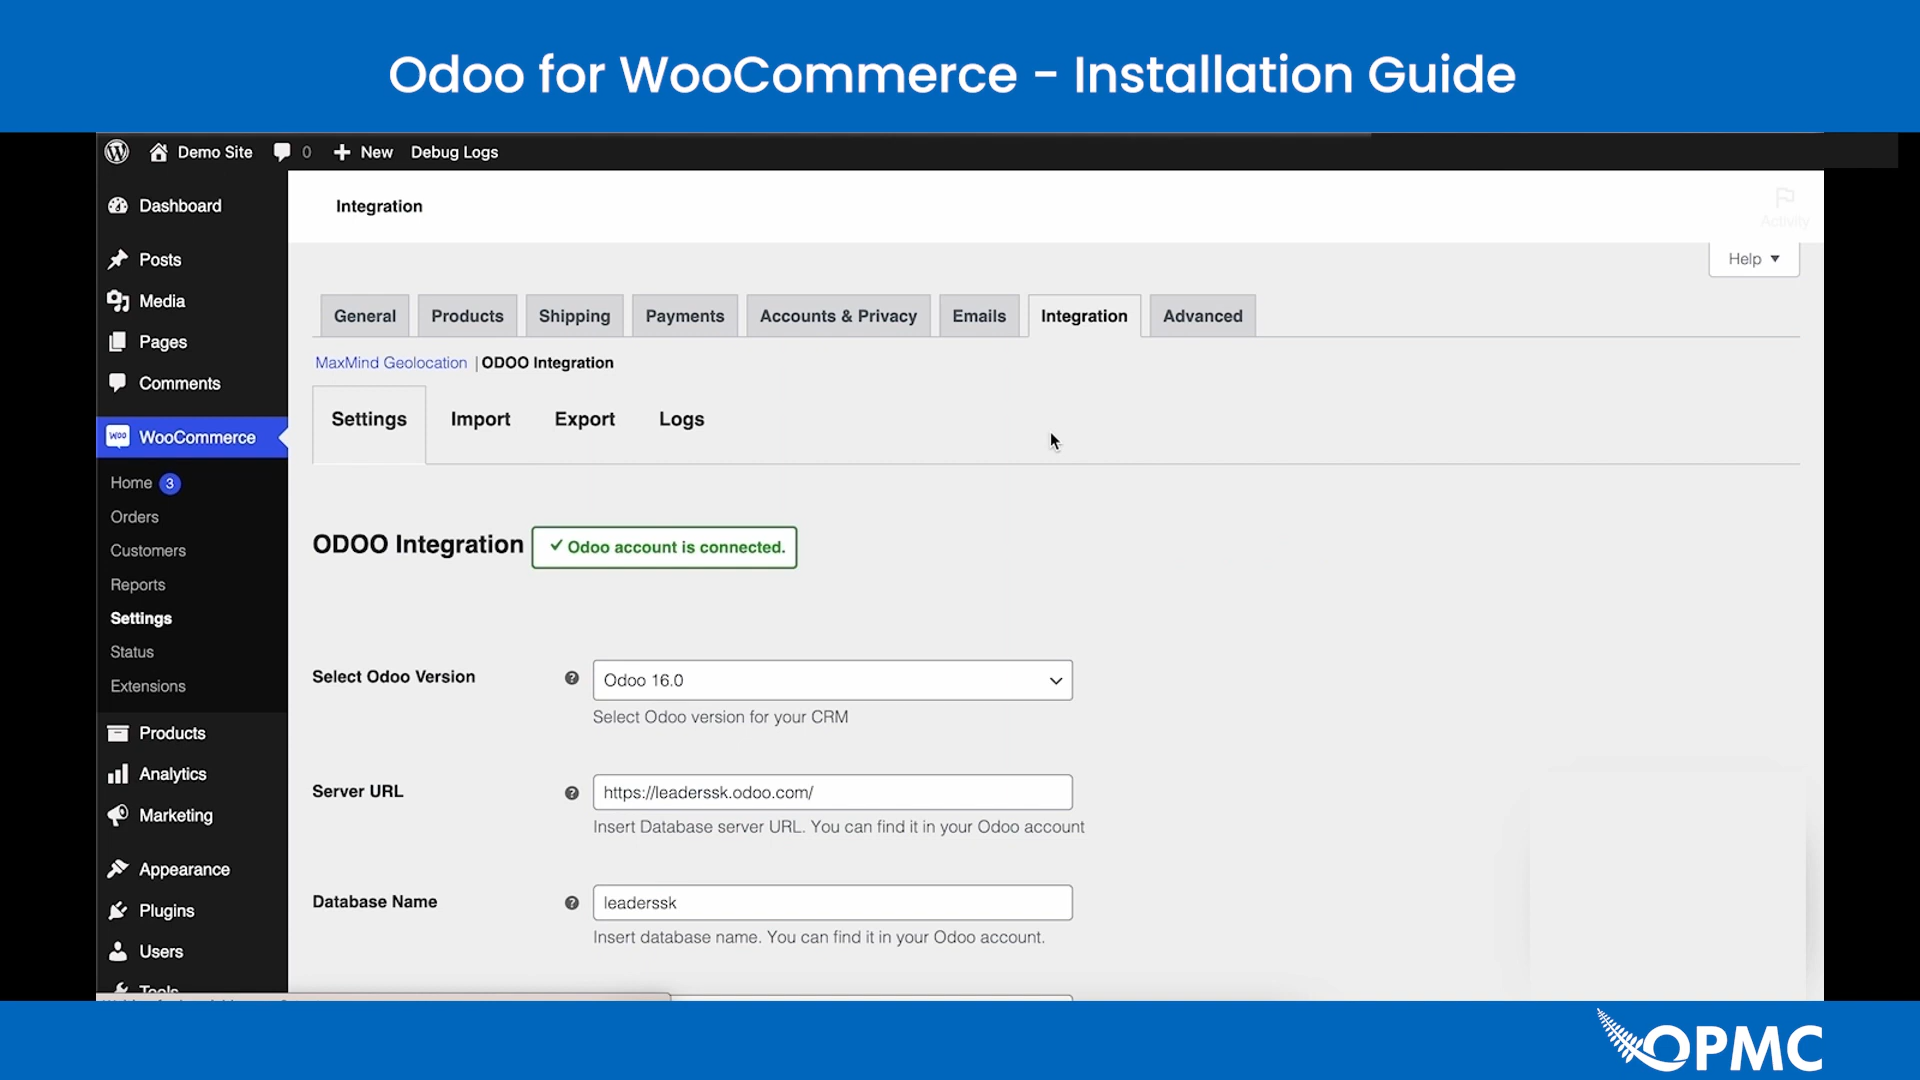 Odoo for WooCommerce - Installation Guide
Demo Site 0 New Debug Logs
Dashboard
Posts
Media
Pages
Comments
WooCommerce
Home 3
Orders
Customers
Reports
Settings
Status
Extensions
Products
Analytics
Marketing
Appearance
Plugins
Users
Tools
Integration
Activity
Help
General Products Shipping Payments Accounts & Privacy Emails Integration Advanced
MaxMind Geolocation | ODOO Integration
Settings Import Export Logs
ODOO Integration ✓ Odoo account is connected.
Select Odoo Version ? Odoo 16.0
Select Odoo version for your CRM
Server URL ? https://leaderssk.odoo.com/
Insert Database server URL. You can find it in your Odoo account
Database Name ? leaderssk
Insert database name. You can find it in your Odoo account.
OPMC